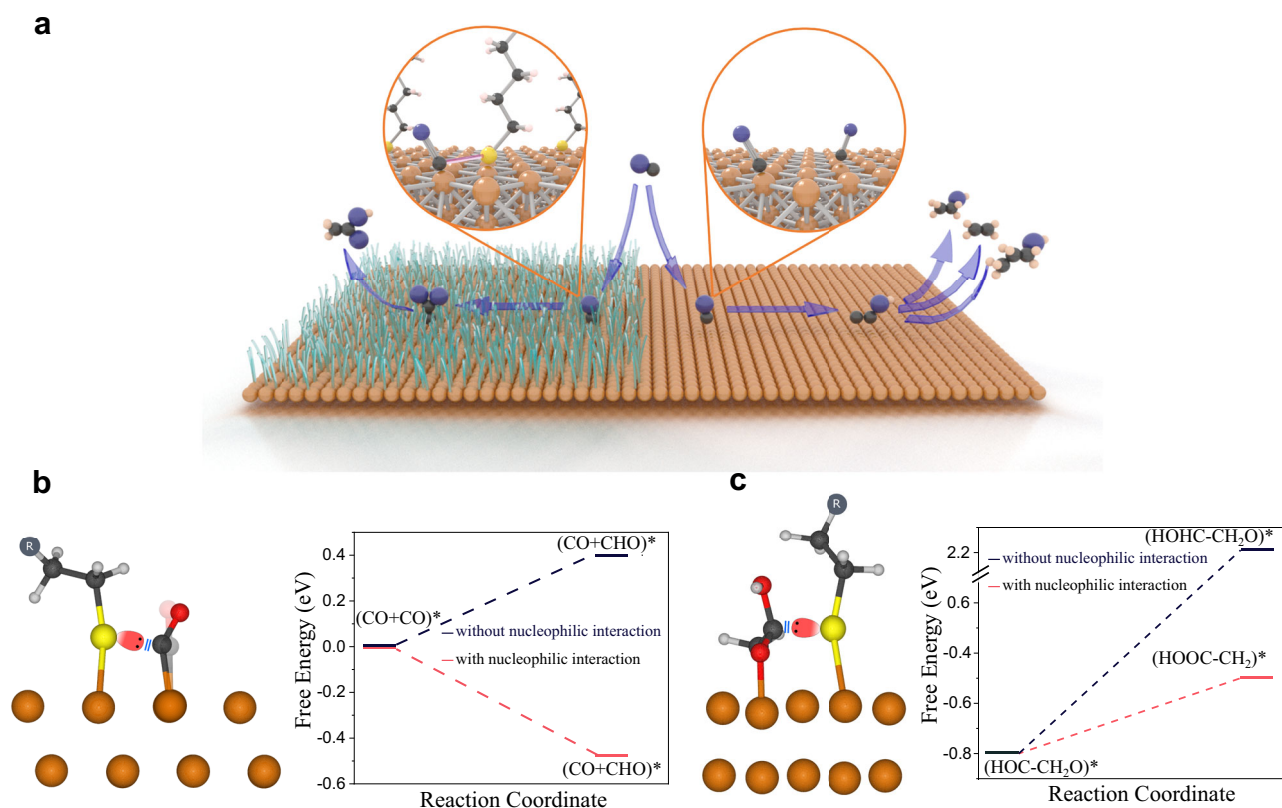 a
b
R
Free Energy (eV)
0.4
0.2
0.0
-0.2
-0.4
-0.6
(CO+CHO)*
(CO+CO)*
without nucleophilic interaction
with nucleophilic interaction
(CO+CHO)*
Reaction Coordinate
c
R
Free Energy (eV)
2.2
0.6
-0.4
-0.6
-0.8
(HOHC-CH₂O)*
without nucleophilic interaction
with nucleophilic interaction
(HOOC-CH₂)*
(HOC-CH₂O)*
Reaction Coordinate